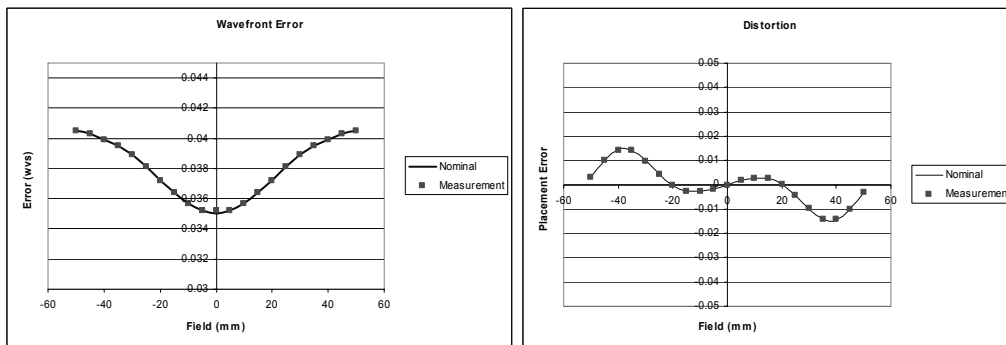 Wavefront Error
0.044
0.042
0.04
0.038
0.036
0.034
0.032
0.03
-60 -40 -20 0 20 40 60
Field (mm)
Error (wvs)
Nominal
Measurement
Distortion
0.05
0.04
0.03
0.02
0.01
0
-0.01
-0.02
-0.03
-0.04
-0.05
-60 -40 -20 0 20 40 60
Field (mm)
Placement Error
Nominal
Measurement